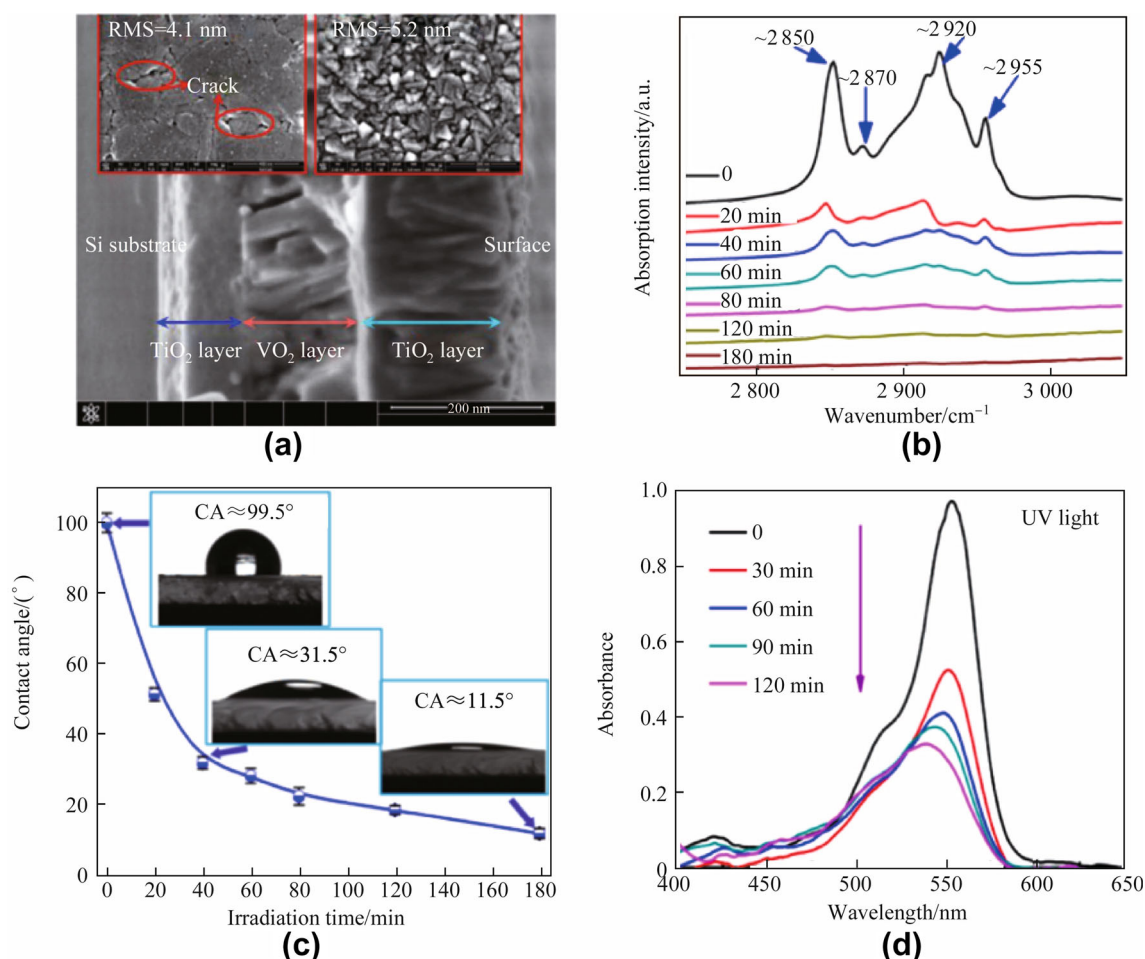 RMS=4.1 nm
RMS=5.2 nm
Crack
Si substrate
Surface
TiO₂ layer
VO₂ layer
TiO₂ layer
200 nm
(a)
~2 850
~2 870
~2 920
~2 955
0
20 min
40 min
60 min
80 min
120 min
180 min
Absorption intensity/a.u.
2 800
2 900
3 000
Wavenumber/cm⁻¹
(b)
100
80
60
40
20
0
Contact angle/(°)
CA≈99.5°
CA≈31.5°
CA≈11.5°
0
20
40
60
80
100
120
140
160
180
Irradiation time/min
(c)
1.0
0.8
0.6
0.4
0.2
0
Absorbance
UV light
0
30 min
60 min
90 min
120 min
400
450
500
550
600
650
Wavelength/nm
(d)